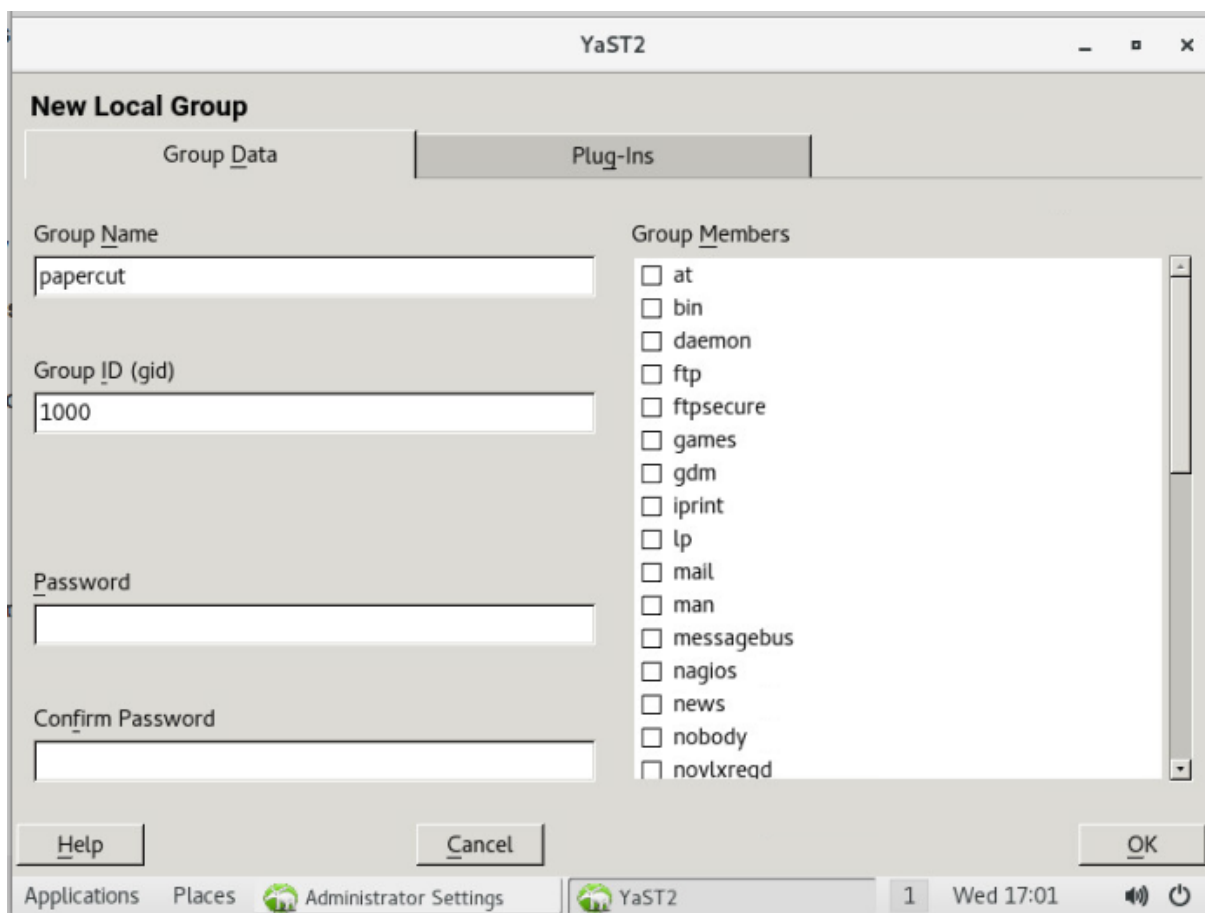 YaST2
New Local Group
Group Data
Plug-Ins
Group Name
papercut
Group ID (gid)
1000
Password
Confirm Password
Group Members
at
bin
daemon
ftp
ftpsecure
games
gdm
iprint
lp
mail
man
messagebus
nagios
news
nobody
novlxregd
Help
Cancel
OK
Applications Places Administrator Settings YaST2 1 Wed 17:01